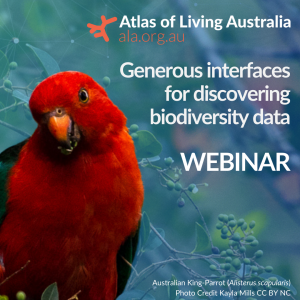 Atlas of Living Australia
ala.org.au
Generous interfaces
for discovering
biodiversity data
WEBINAR
Australian King-Parrot (Alisterus scapularis)
Photo Credit Kayla Mills CC BY NC